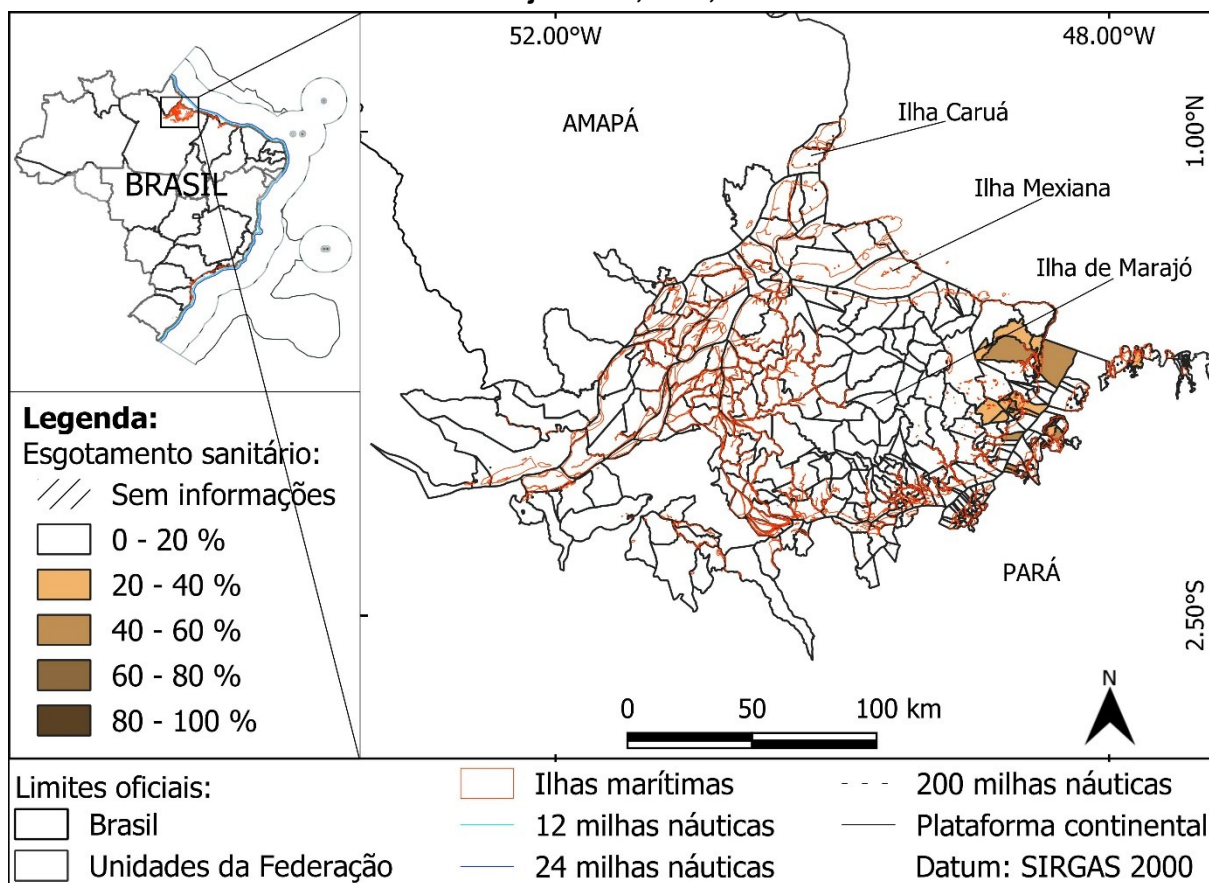 52.00°W
48.00°W
1.00°N
2.50°S
AMAPÁ
Ilha Caruá
Ilha Mexiana
Ilha de Marajó
PARÁ
BRASIL
Legenda:
Esgotamento sanitário:
Sem informações
0 - 20 %
20 - 40 %
40 - 60 %
60 - 80 %
80 - 100 %
0 50 100 km
N
Limites oficiais:
Brasil
Unidades da Federação
Ilhas marítimas
12 milhas náuticas
24 milhas náuticas
200 milhas náuticas
Plataforma continental
Datum: SIRGAS 2000